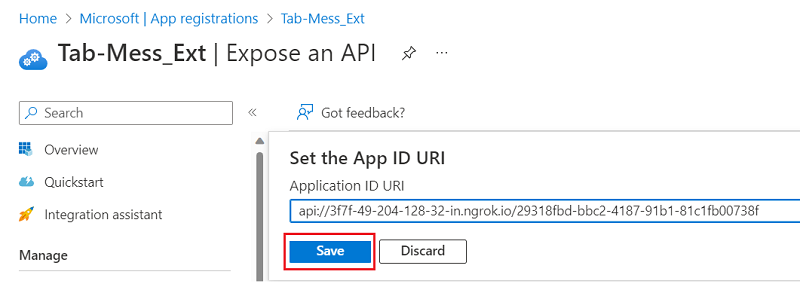 Home > Microsoft | App registrations > Tab-Mess_Ext >
Tab-Mess_Ext | Expose an API ...
Search «
Got feedback?
Overview
Quickstart
Integration assistant
Manage
Set the App ID URI
Application ID URI
api://3f7f-49-204-128-32-in.ngrok.io/29318fbd-bbc2-4187-91b1-81c1fb00738f
Save Discard